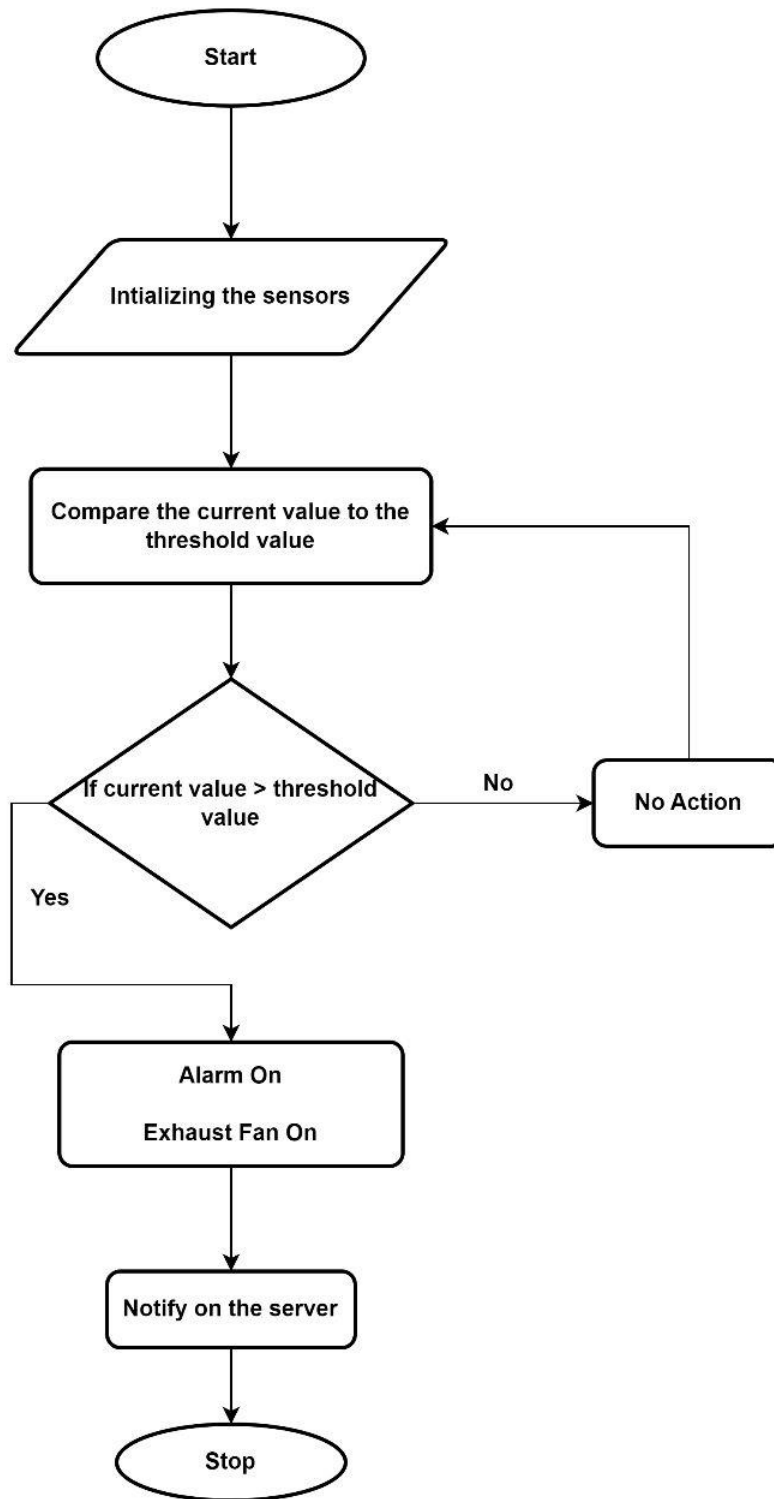 Start
Intializing the sensors
Compare the current value to the
threshold value
If current value > threshold
value
No
No Action
Yes
Alarm On
Exhaust Fan On
Notify on the server
Stop